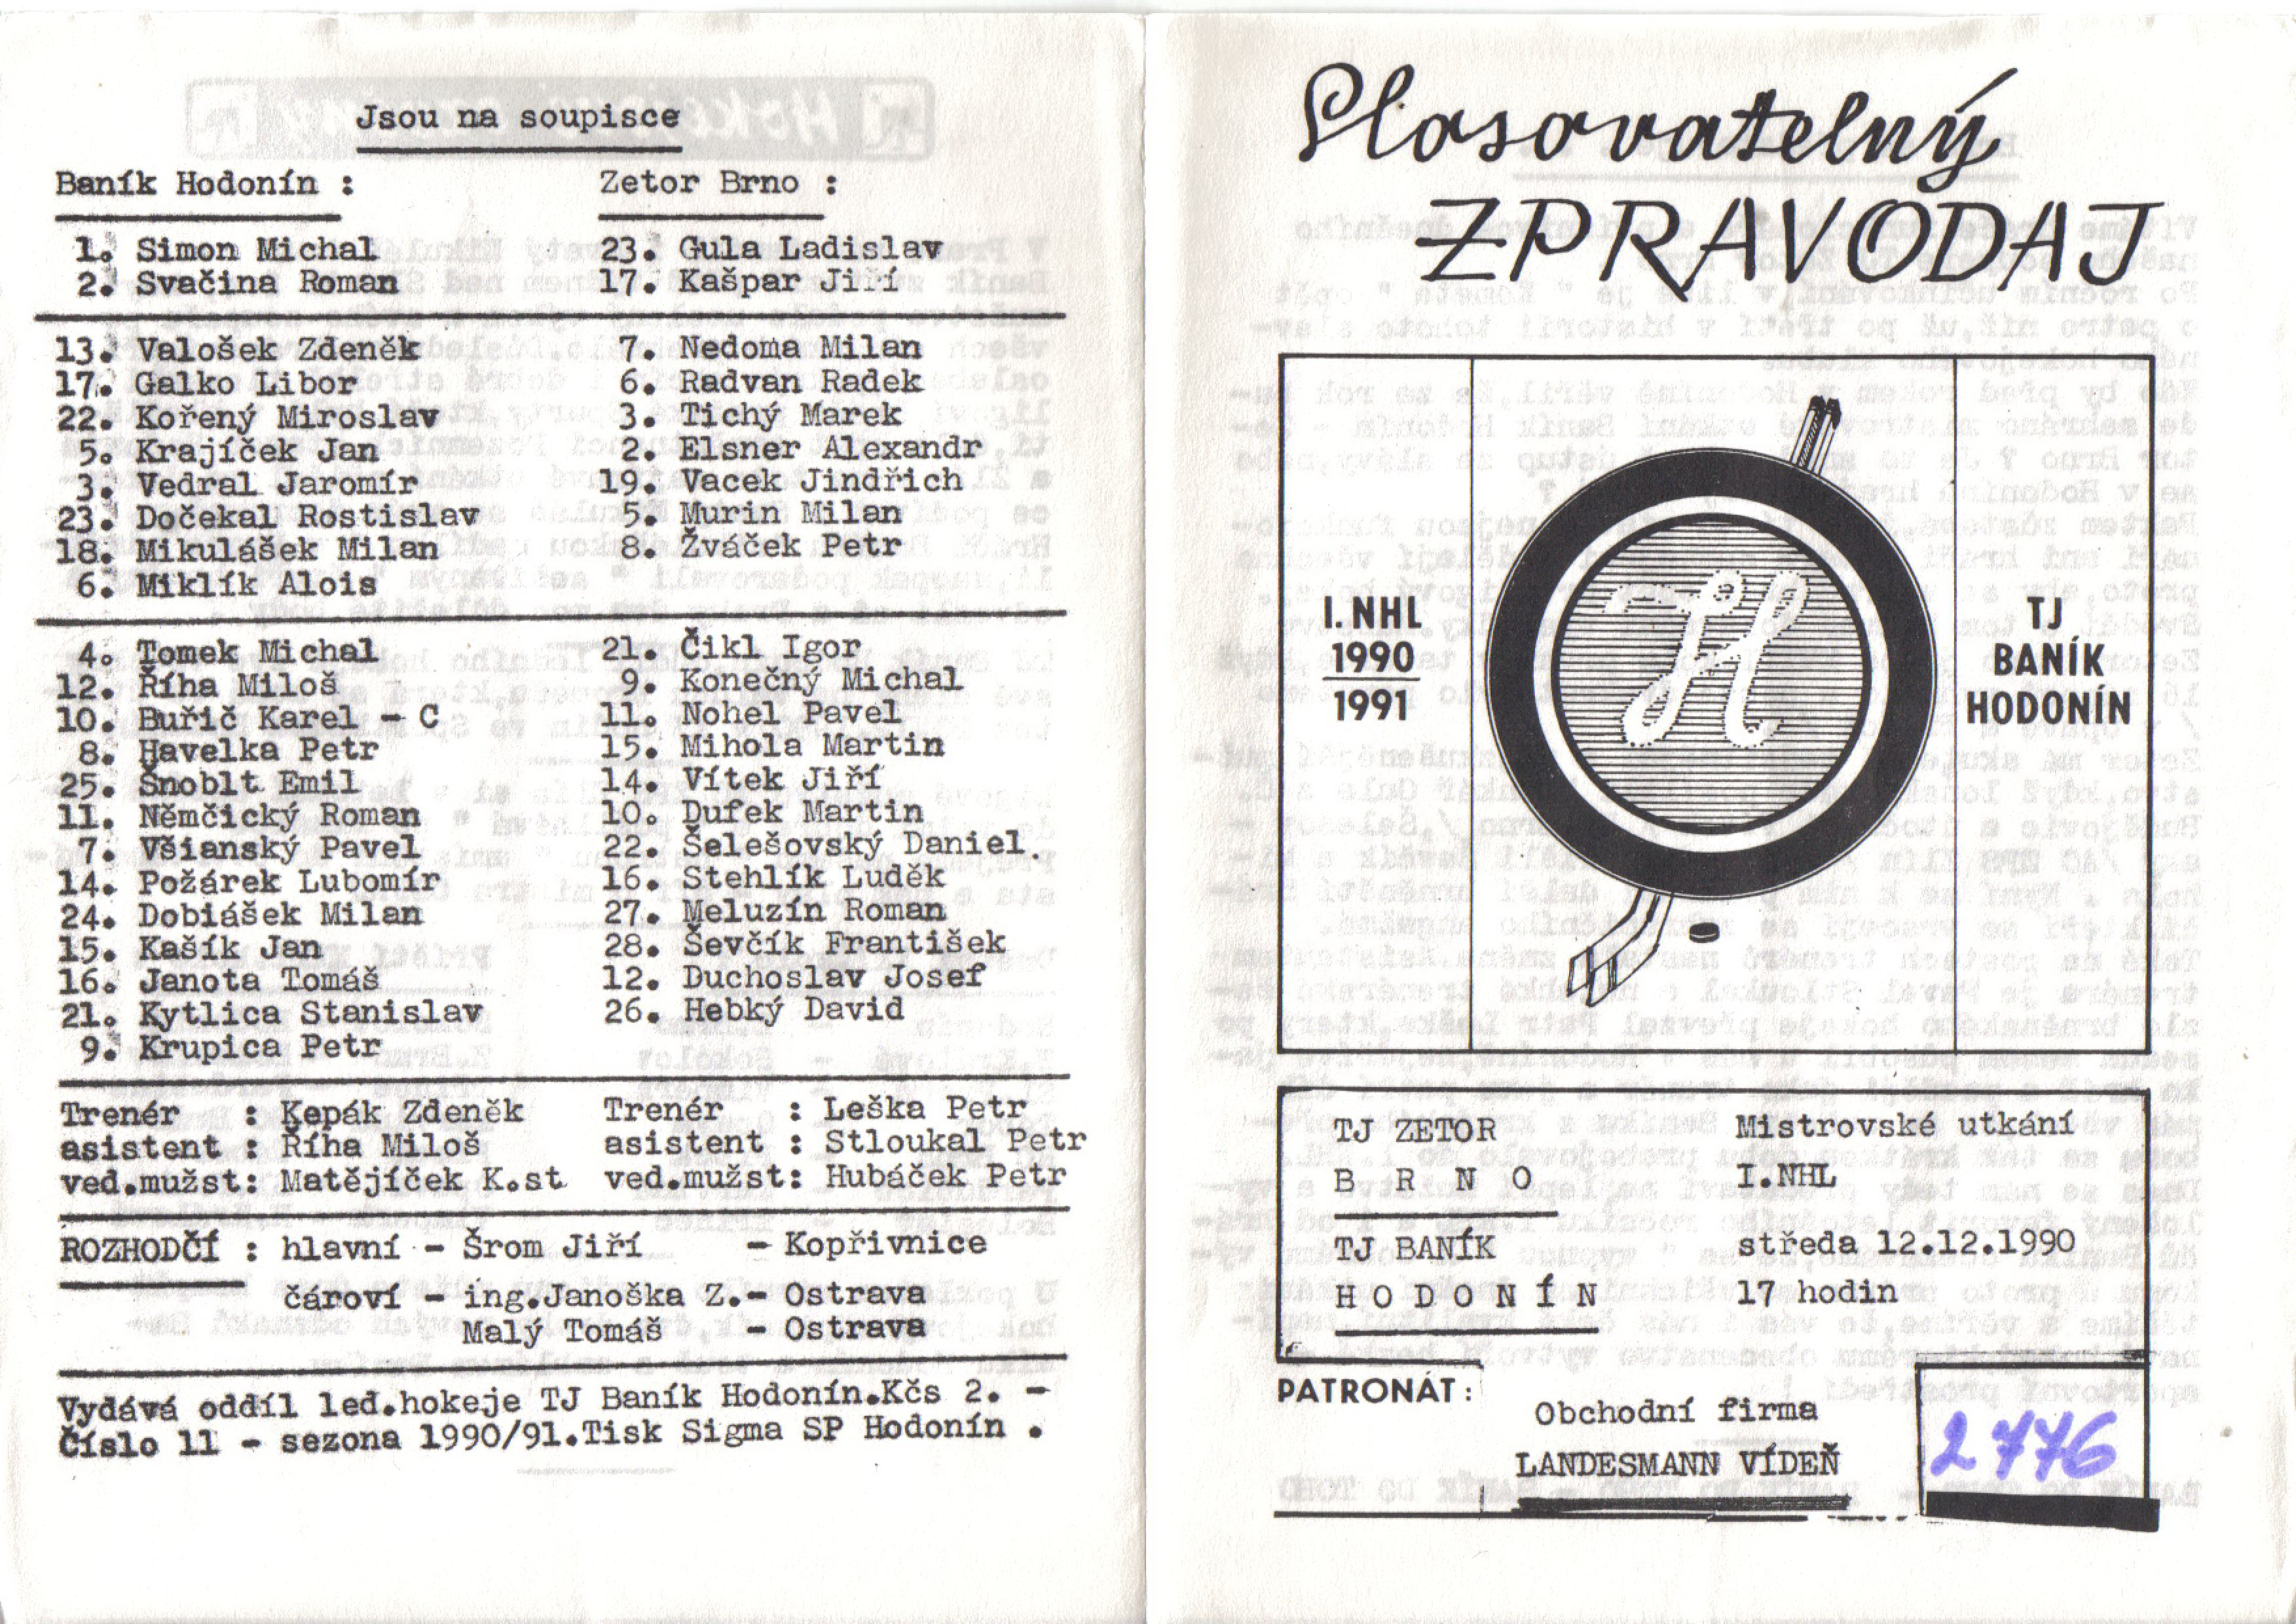 Jsou na soupisce
Baník Hodonín : Zetor Brno :
1. Simon Michal 23. Gula Ladislav
2. Svačina Roman 17. Kašpar Jiří
13. Valošek Zdeněk 7. Nedoma Milan
17. Galko Libor 6. Radvan Radek
22. Kořený Miroslav 3. Tichý Marek
5. Krajíček Jan 2. Elsner Alexandr
3. Vedral Jaromír 19. Vacek Jindřich
23. Dočekal Rostislav 5. Murin Milan
18. Mikulášek Milan 8. Žváček Petr
6. Miklík Alois
4. Tomek Michal 21. Čikl Igor
12. Říha Miloš 9. Konečný Michal
10. Buřič Karel - C 11. Nohel Pavel
8. Havelka Petr 15. Mihola Martin
25. Šnoblt Emil 14. Vítek Jiří
11. Němčický Roman 10. Dufek Martin
7. Všianský Pavel 22. Šelešovský Daniel.
14. Požárek Lubomír 16. Stehlík Luděk
24. Dobiášek Milan 27. Meluzín Roman
15. Kašík Jan 28. Ševčík František
16. Janota Tomáš 12. Duchoslav Josef
21. Kytlica Stanislav 26. Hebký David
9. Krupica Petr
Trenér : Kepák Zdeněk Trenér : Leška Petr
asistent : Říha Miloš asistent : Stloukal Petr
ved.mužst: Matějíček K.st ved.mužst: Hubáček Petr
ROZHODČÍ : hlavní - Šrom Jiří - Kopřivnice
čároví - ing.Janoška Z.- Ostrava
Malý Tomáš - Ostrava
Vydává oddíl led.hokeje TJ Baník Hodonín.Kčs 2. -
Číslo 11 - sezona 1990/91.Tisk Sigma SP Hodonín .
Slosovatelný
ZPRAVODAJ
I.NHL
1990
1991
H
TJ
BANÍK
HODONÍN
TJ ZETOR Mistrovské utkání
B R N O I.NHL
TJ BANÍK středa 12.12.1990
H O D O N Í N 17 hodin
PATRONÁT:
Obchodní firma
LANDESMANN VÍDEŇ
2776